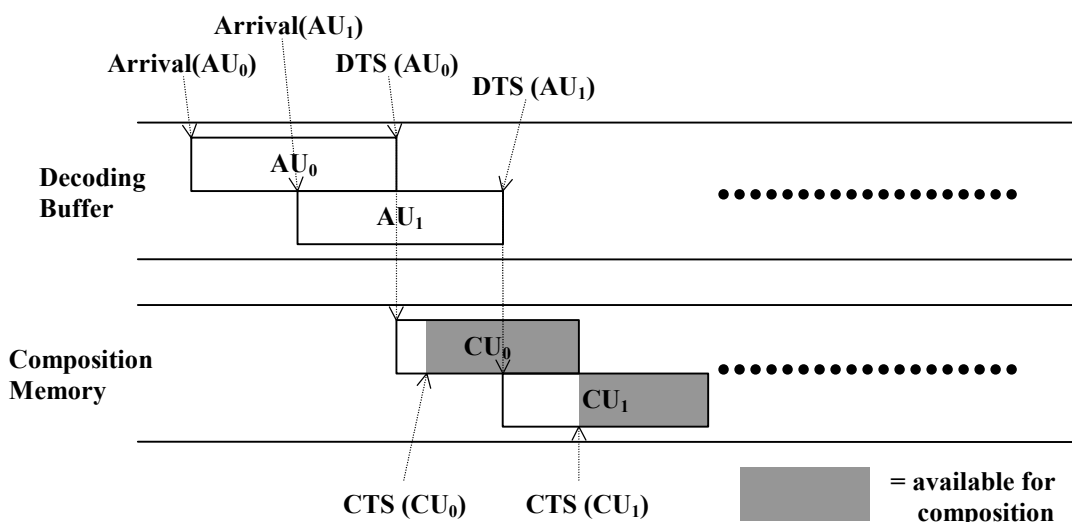 Arrival(AU₁)
Arrival(AU₀)
DTS (AU₀)
DTS (AU₁)
Decoding
Buffer
AU₀
AU₁
Composition
Memory
CU₀
CU₁
CTS (CU₀)
CTS (CU₁)
= available for
composition